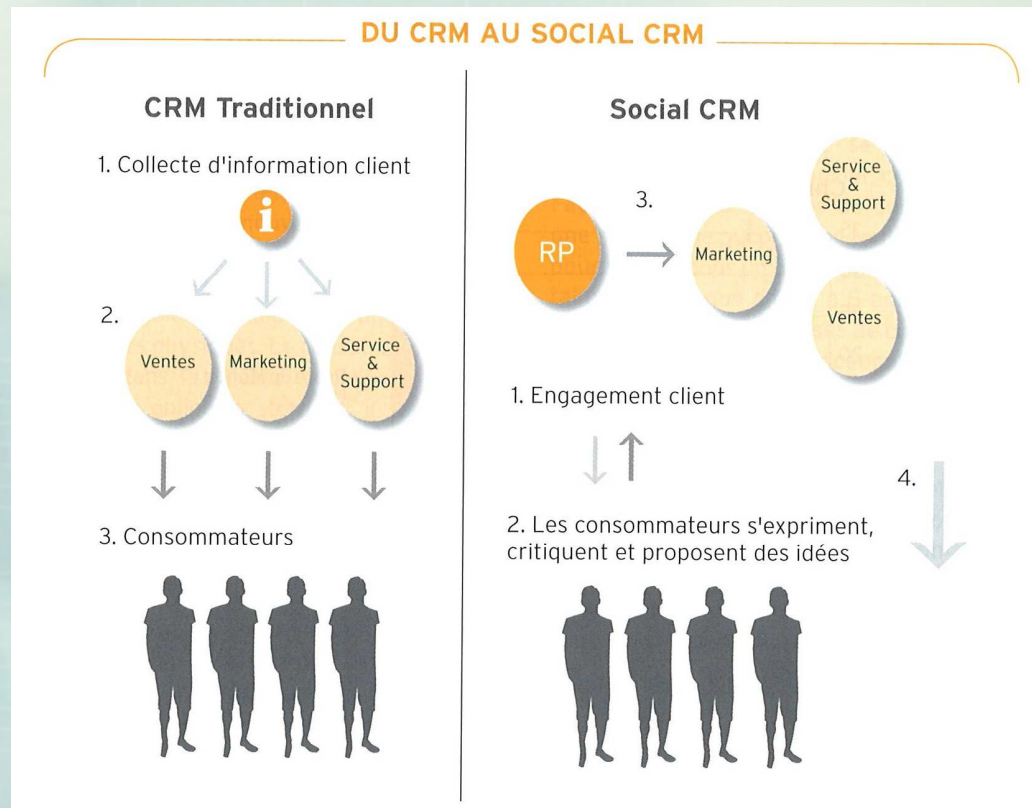 DU CRM AU SOCIAL CRM
CRM Traditionnel
1. Collecte d'information client
i
2.
Ventes
Marketing
Service
&
Support
3. Consommateurs
Social CRM
RP
3.
Marketing
Service
&
Support
Ventes
1. Engagement client
4.
2. Les consommateurs s'expriment,
critiquent et proposent des idées